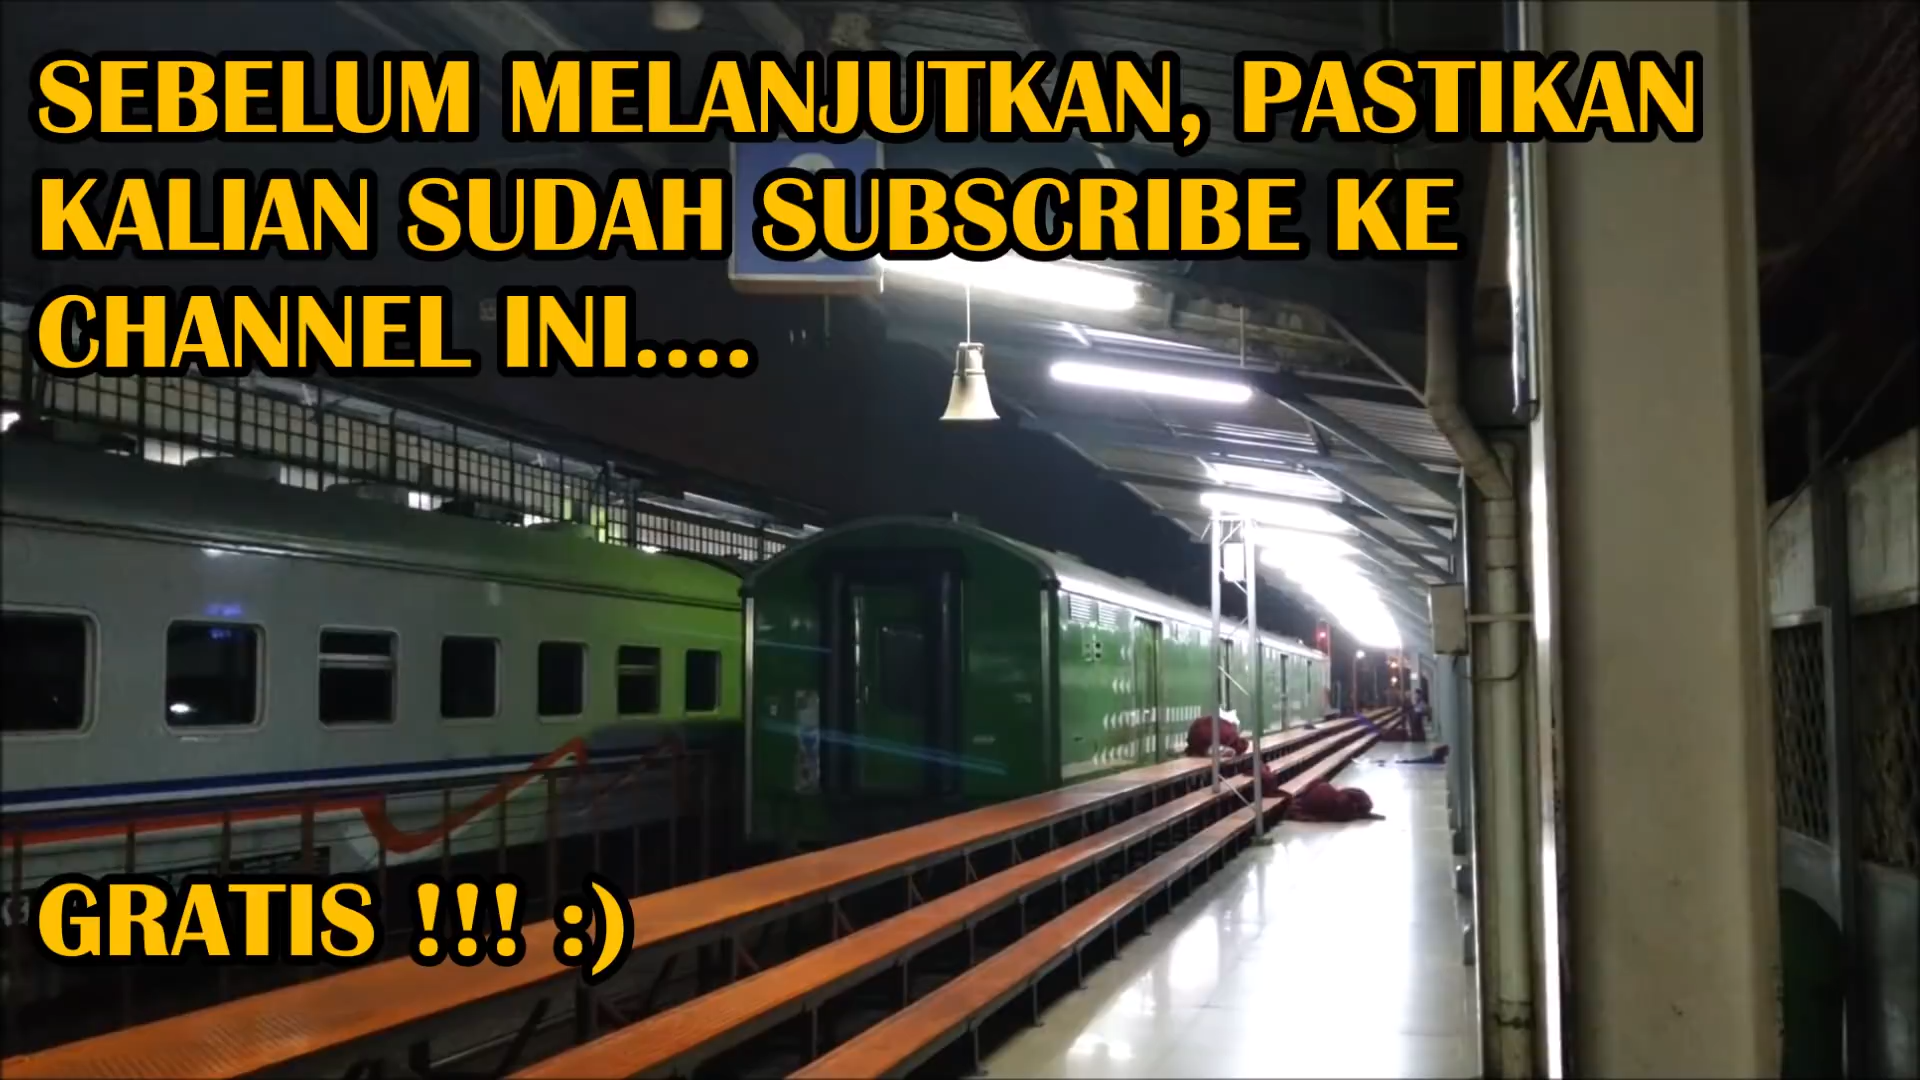 SEBELUM MELANJUTKAN, PASTIKAN
KALIAN SUDAH SUBSCRIBE KE
CHANNEL INI....
GRATIS !!! :)